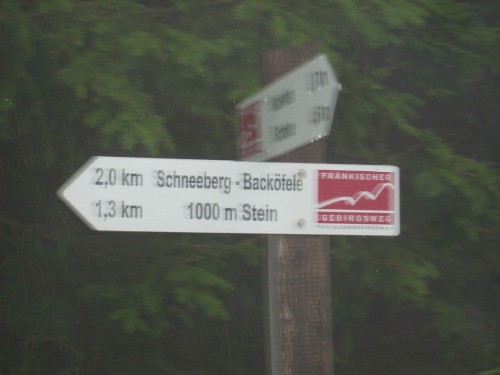 2,0 km Schneeberg - Backöfele
1,3 km 1000 m Stein
FRÄNKISCHER
GEBIRGSWEG